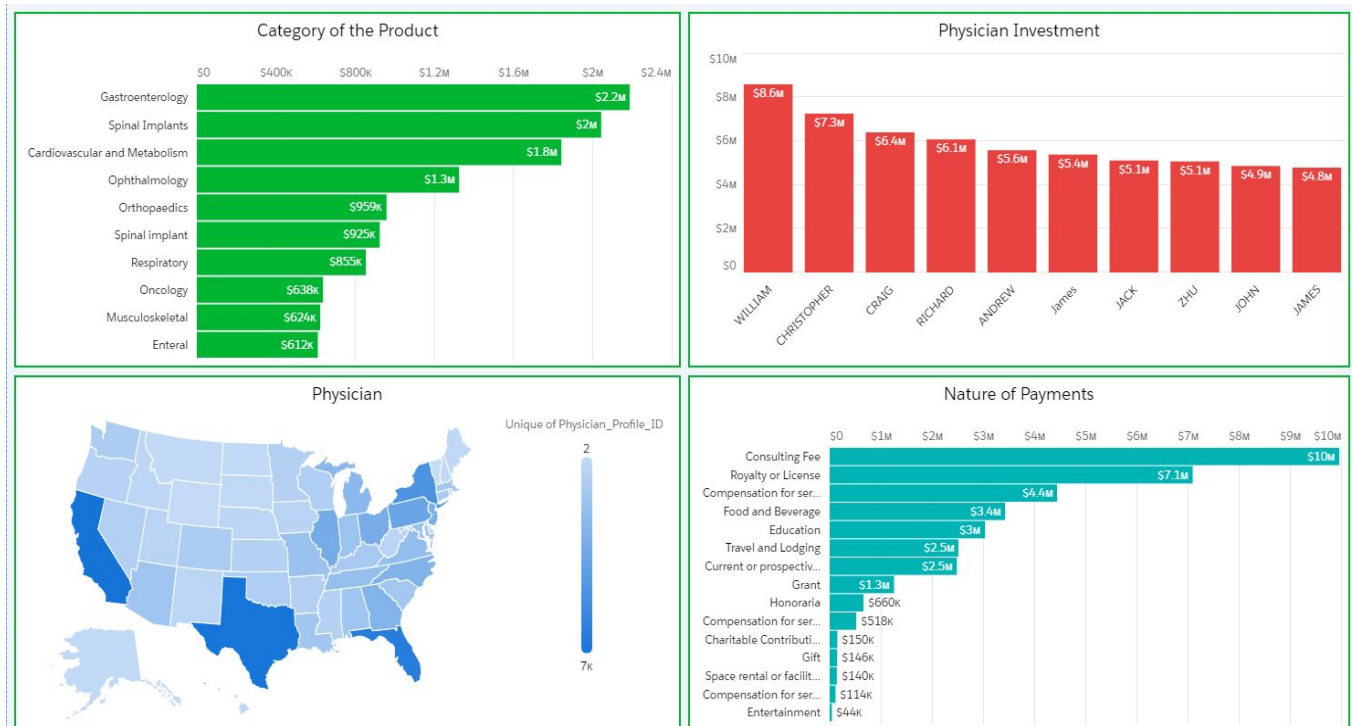 Category of the Product
$0 $400K $800K $1.2M $1.6M $2M $2.4M
Gastroenterology $2.2M
Spinal Implants $2M
Cardiovascular and Metabolism $1.8M
Ophthalmology $1.3M
Orthopaedics $959K
Spinal implant $925K
Respiratory $855K
Oncology $638K
Musculoskeletal $624K
Enteral $612K
Physician Investment
$10M
$8M
$6M
$4M
$2M
$0
$8.6M $7.3M $6.4M $6.1M $5.6M $5.4M $5.1M $5.1M $4.9M $4.8M
WILLIAM CHRISTOPHER CRAIG RICHARD ANDREW James JACK ZHU JOHN JAMES
Physician
Unique of Physician_Profile_ID
2
7K
Nature of Payments
$0 $1M $2M $3M $4M $5M $6M $7M $8M $9M $10M
Consulting Fee $10M
Royalty or License $7.1M
Compensation for ser... $4.4M
Food and Beverage $3.4M
Education $3M
Travel and Lodging $2.5M
Current or prospectiv... $2.5M
Grant $1.3M
Honoraria $660K
Compensation for ser... $518K
Charitable Contributi... $150K
Gift $146K
Space rental or facilit... $140K
Compensation for ser... $114K
Entertainment $44K